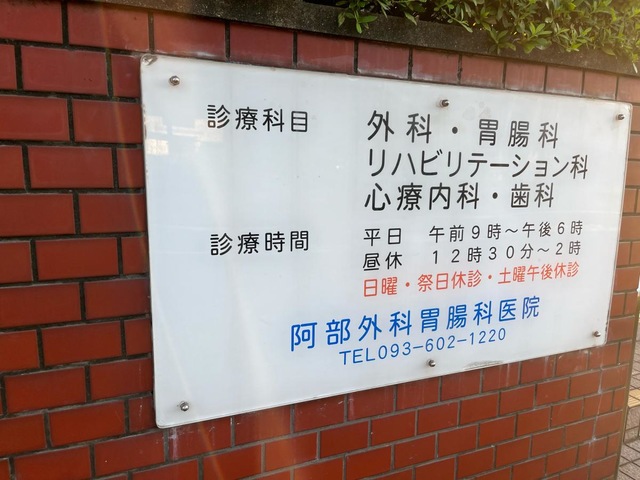 診療科目 外科・胃腸科
リハビリテーション科
心療内科・歯科
診療時間 平日 午前9時～午後6時
昼休 12時30分～2時
日曜・祭日休診・土曜午後休診
阿部外科胃腸科医院
TEL093-602-1220